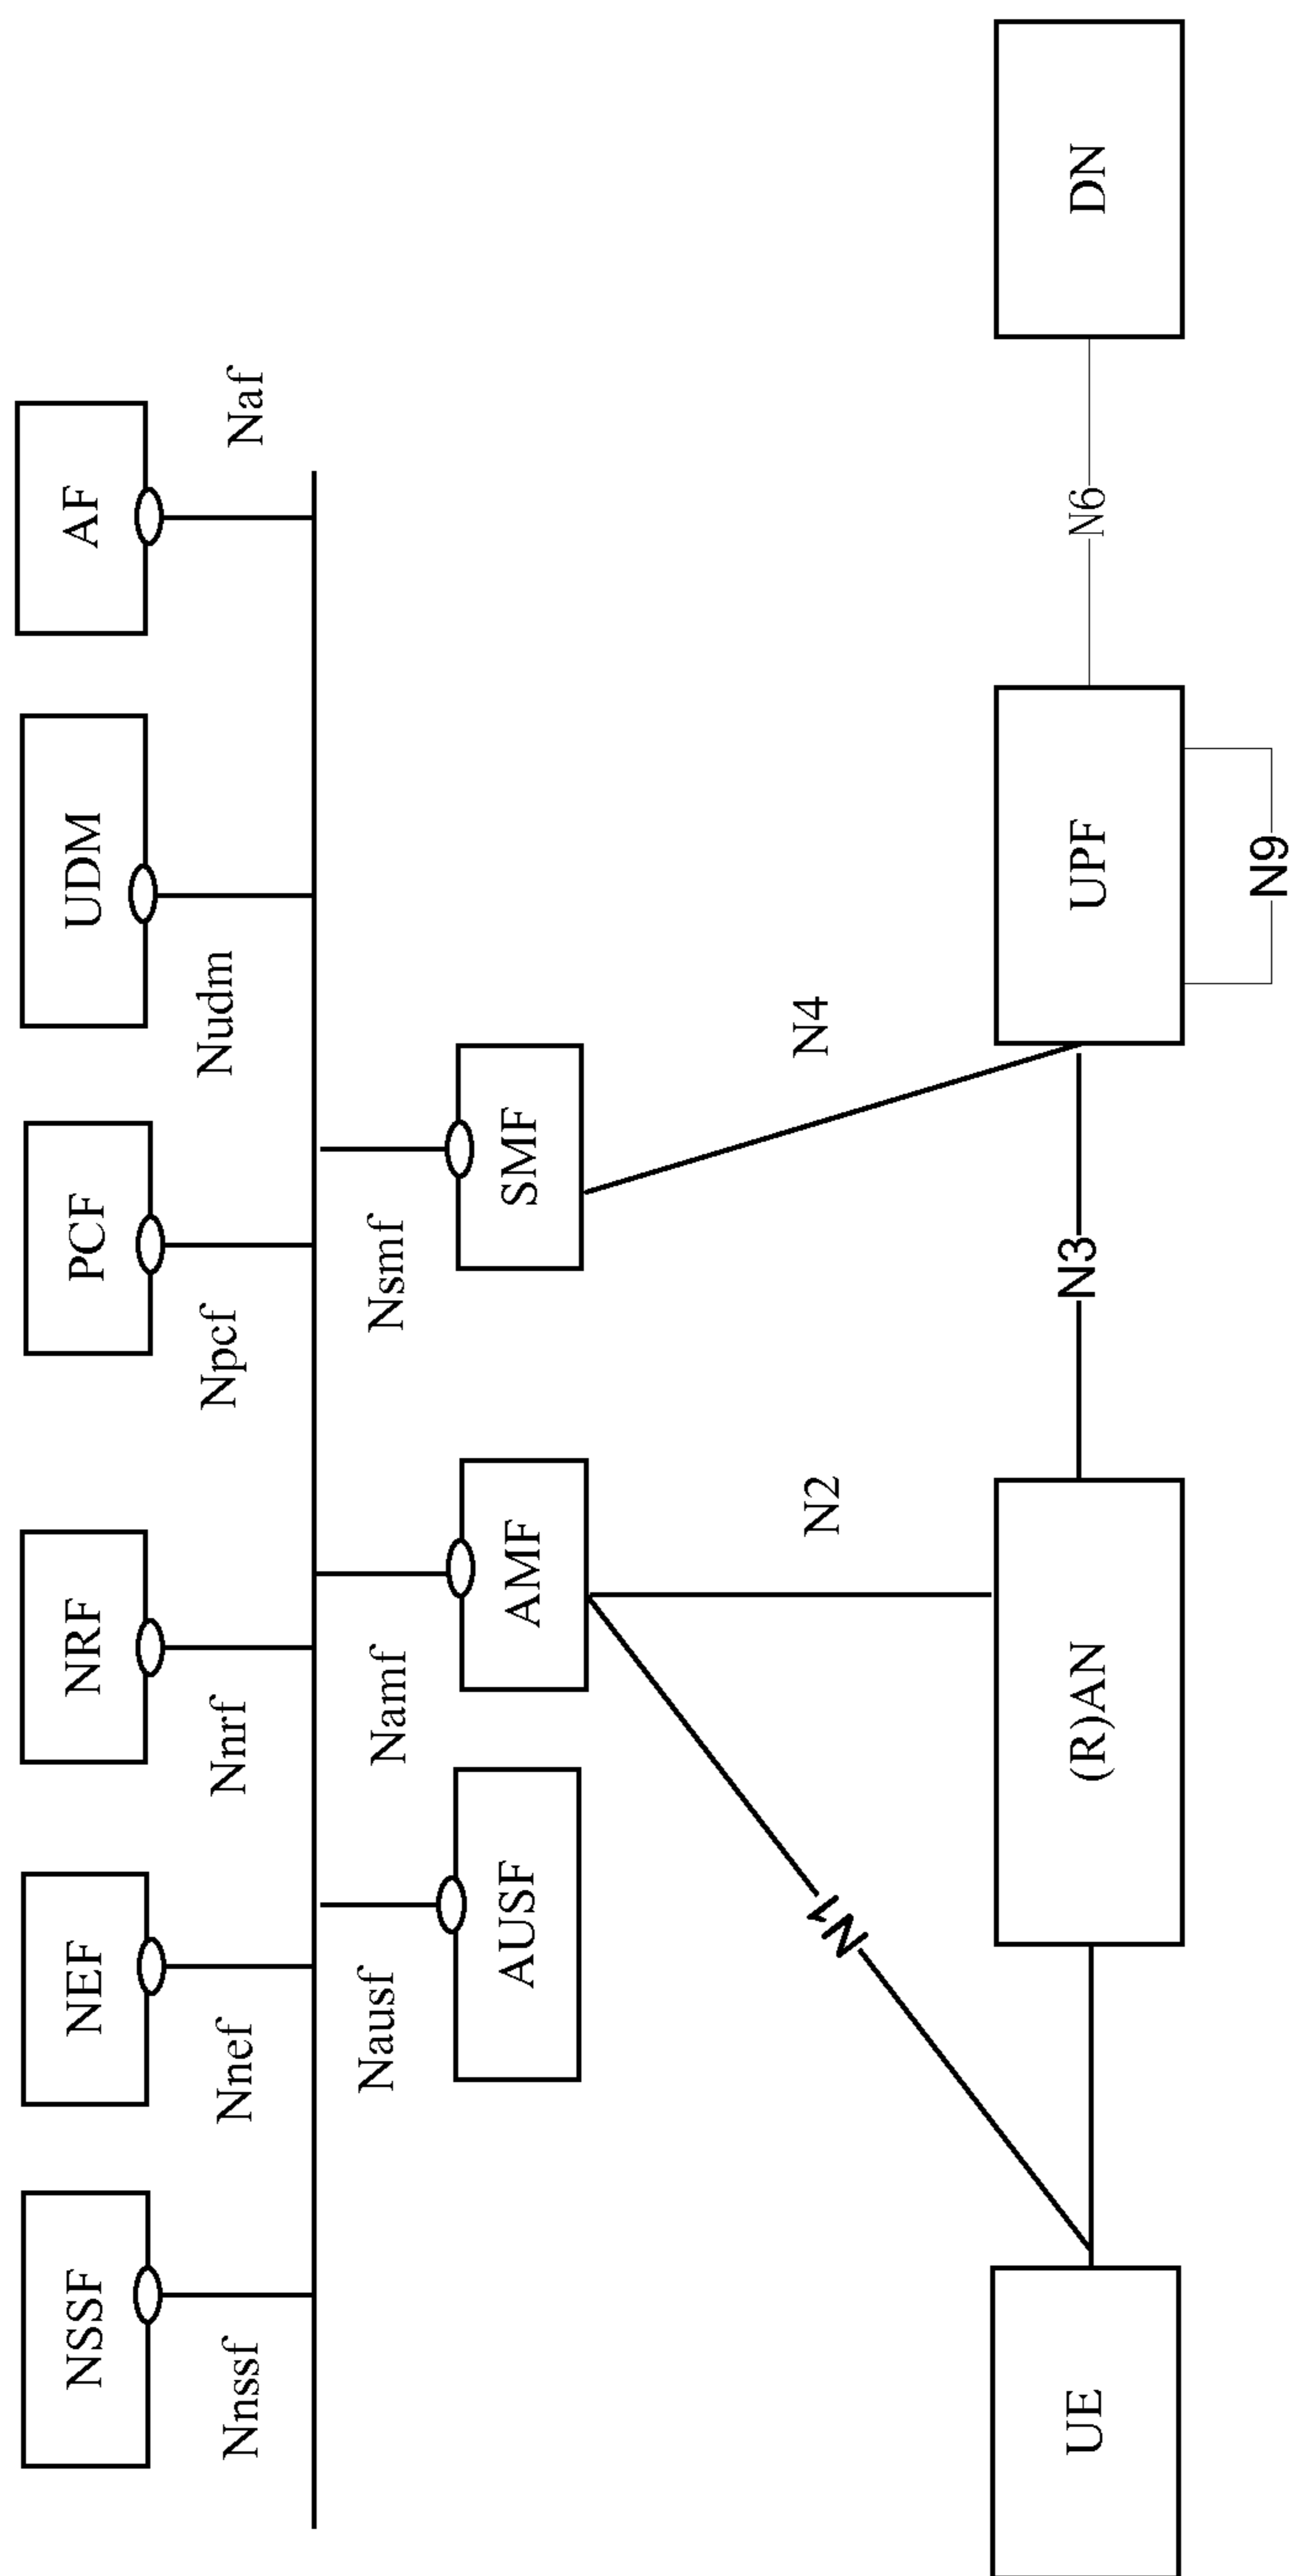 NSSF
NEF
NRF
PCF
UDM
AF
Nnssf
Nnef
Nnrf
Npcf
Nudm
Naf
Nausf
Namf
Nsmf
AUSF
AMF
SMF
N1
N2
N4
UE
(R)AN
N3
UPF
N6
DN
N9